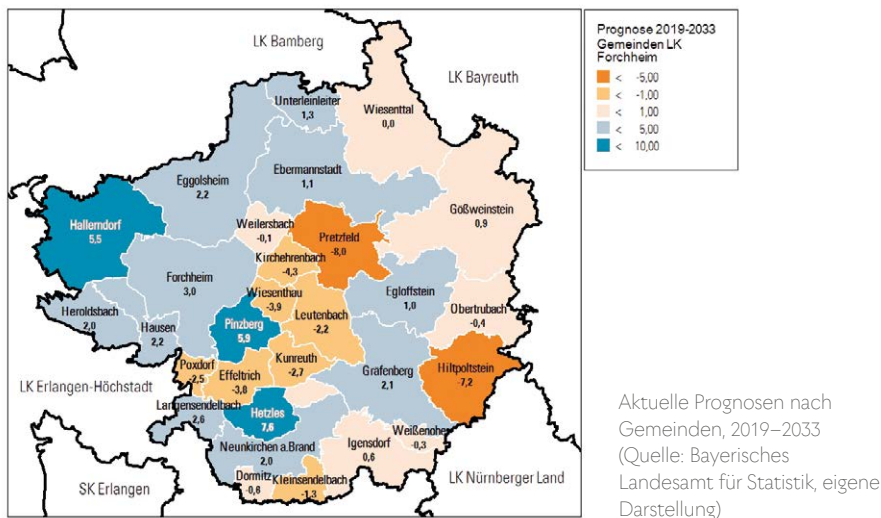 LK Bamberg
LK Bayreuth
Unterleinleiter
1,3
Wiesenttal
0,0
Ebermannstadt
1,1
Eggolsheim
2,2
Gößweinstein
0,9
Hallerndorf
5,5
Weilersbach
-0,1
Pretzfeld
-8,0
Kirchehrenbach
-4,3
Forchheim
3,0
Wiesenthau
-3,9
Egloffstein
1,0
Leutenbach
-2,2
Obertrubach
-0,4
Heroldsbach
2,0
Hausen
2,2
Pinzberg
5,9
Kunreuth
-2,7
Poxdorf
-2,5
Effeltrich
-3,8
Gräfenberg
2,1
Hiltpoltstein
-7,2
LK Erlangen-Höchstadt
Langensendelbach
2,6
Hetzles
7,6
Weißenohe
-0,3
Igensdorf
0,6
Neunkirchen a.Brand
2,0
Dormitz
-0,6
Kleinsendelbach
-1,3
SK Erlangen
LK Nürnberger Land
Prognose 2019-2033
Gemeinden LK
Forchheim
< -5,00
< -1,00
< 1,00
< 5,00
< 10,00
Aktuelle Prognosen nach
Gemeinden, 2019–2033
(Quelle: Bayerisches
Landesamt für Statistik, eigene
Darstellung)